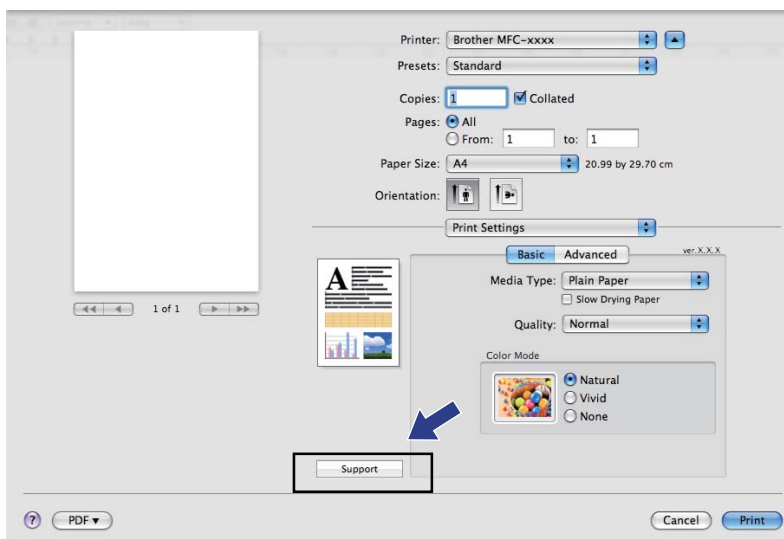 Printer: Brother MFC-xxxx
Presets: Standard
Copies: 1 Collated
Pages: All
From: 1 to: 1
Paper Size: A4 20.99 by 29.70 cm
Orientation:
Print Settings
Basic Advanced ver.X.X.X
Media Type: Plain Paper
Slow Drying Paper
Quality: Normal
Color Mode
Natural
Vivid
None
A
1 of 1
Support
? PDF Cancel Print